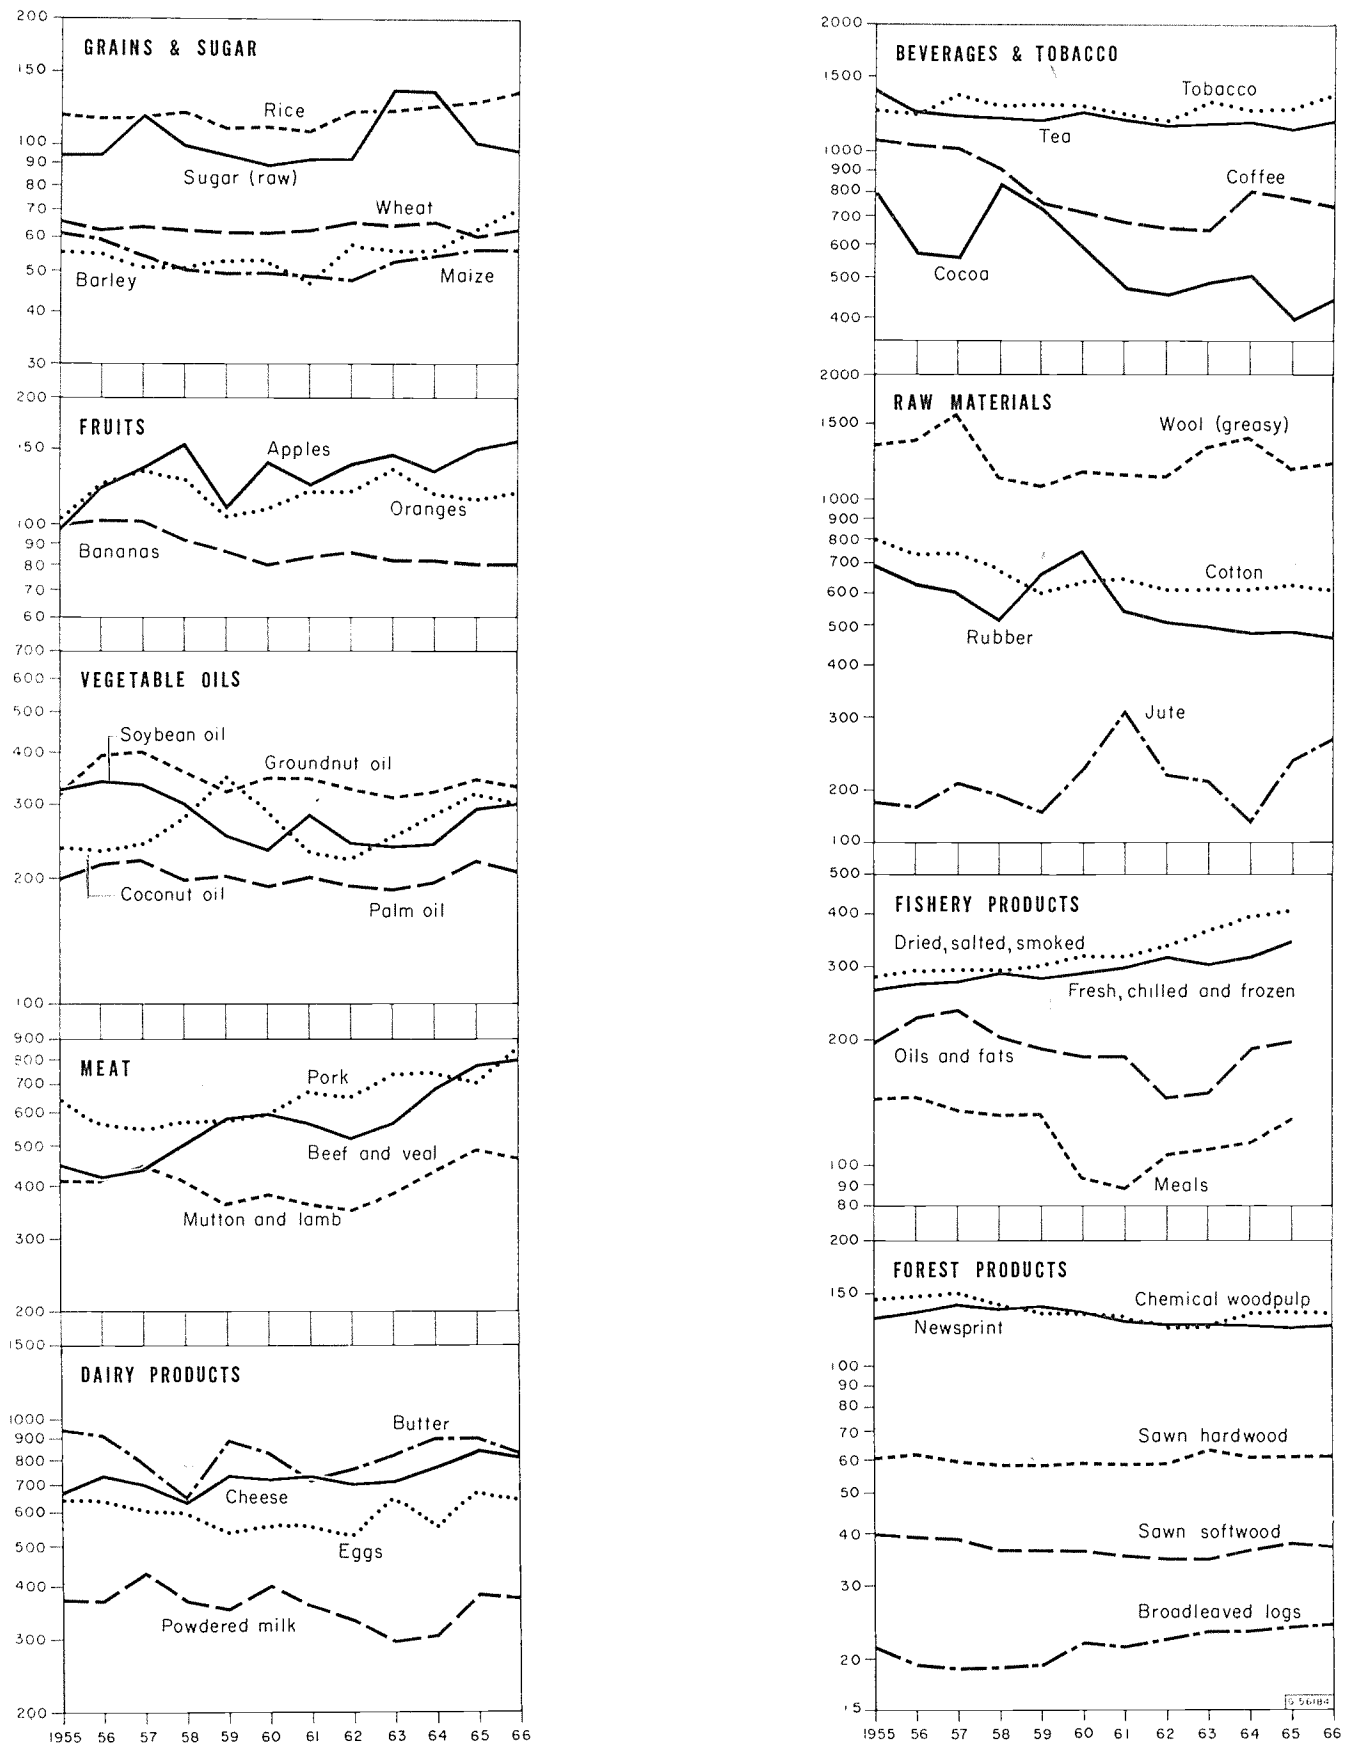 200
GRAINS & SUGAR
150
Rice
100
90
Sugar (raw)
80
70
Wheat
60
50
Barley
Maize
40
30
200
FRUITS
150
Apples
Oranges
100
90
Bananas
80
70
60
700
600
VEGETABLE OILS
500
Soybean oil
400
Groundnut oil
300
200
Coconut oil
Palm oil
100
900
800
MEAT
700
Pork
600
500
Beef and veal
400
Mutton and lamb
300
200
1500
DAIRY PRODUCTS
1000
Butter
900
800
700
Cheese
600
500
Eggs
400
Powdered milk
300
200
1955 56 57 58 59 60 61 62 63 64 65 66
2000
BEVERAGES & TOBACCO
1500
Tobacco
Tea
1000
900
Coffee
800
700
600
500
Cocoa
400
2000
RAW MATERIALS
1500
Wool (greasy)
1000
900
800
700
Cotton
600
500
Rubber
400
300
Jute
200
100
500
FISHERY PRODUCTS
400
Dried, salted, smoked
300
Fresh, chilled and frozen
200
Oils and fats
100
90
Meals
80
200
FOREST PRODUCTS
150
Chemical woodpulp
Newsprint
100
90
80
70
Sawn hardwood
60
50
40
Sawn softwood
30
Broadleaved logs
20
15
G 56184
1955 56 57 58 59 60 61 62 63 64 65 66